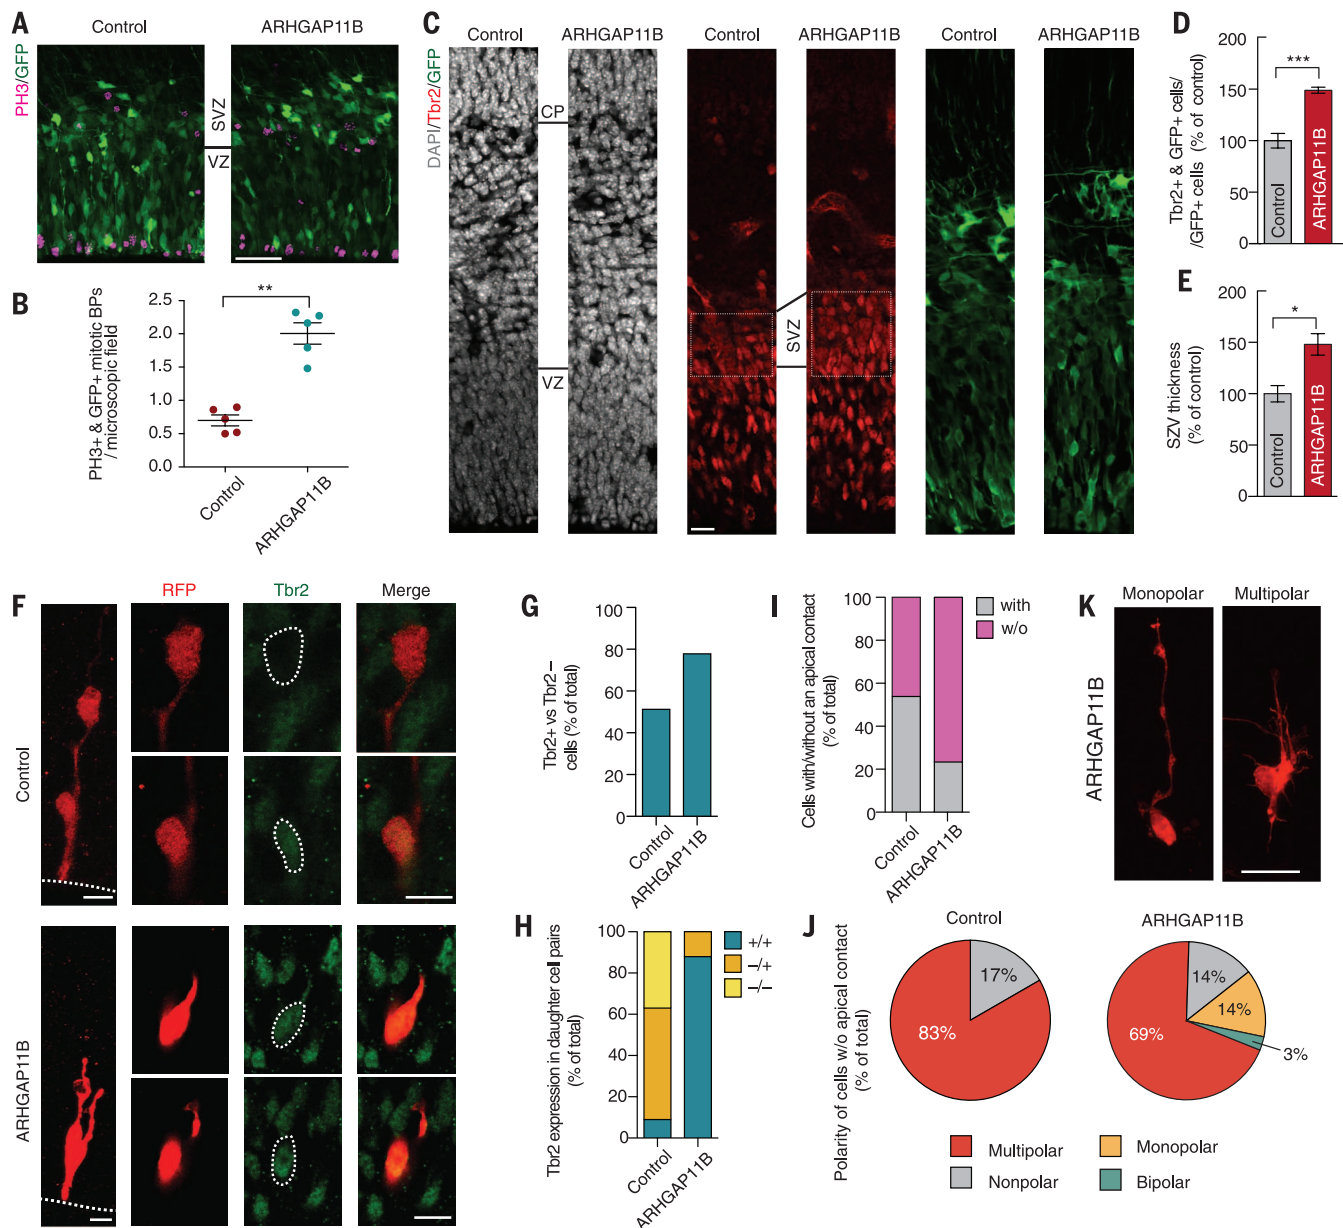 A
Control
ARHGAP11B
PH3/GFP
SVZ
VZ
B
PH3+ & GFP+ mitotic BPs
/ microscopic field
2.5
2.0
1.5
1.0
0.5
0.0
**
Control
ARHGAP11B
C
Control
ARHGAP11B
Control
ARHGAP11B
Control
ARHGAP11B
DAPI/Tbr2/GFP
CP
VZ
SVZ
D
Tbr2+ & GFP+ cells/
/GFP+ cells (% of control)
200
150
100
50
0
***
Control
ARHGAP11B
E
SZV thickness
(% of control)
200
150
100
50
0
*
Control
ARHGAP11B
F
RFP
Tbr2
Merge
Control
ARHGAP11B
G
Tbr2+ vs Tbr2–
cells (% of total)
100
80
60
40
20
0
Control
ARHGAP11B
H
Tbr2 expression in daughter cell pairs
(% of total)
100
80
60
40
20
0
+/+
–/+
–/–
Control
ARHGAP11B
I
Cells with/without an apical contact
(% of total)
100
80
60
40
20
0
with
w/o
Control
ARHGAP11B
J
Polarity of cells w/o apical contact
(% of total)
Control
17%
83%
ARHGAP11B
14%
14%
69%
3%
Multipolar
Monopolar
Nonpolar
Bipolar
K
Monopolar
Multipolar
ARHGAP11B